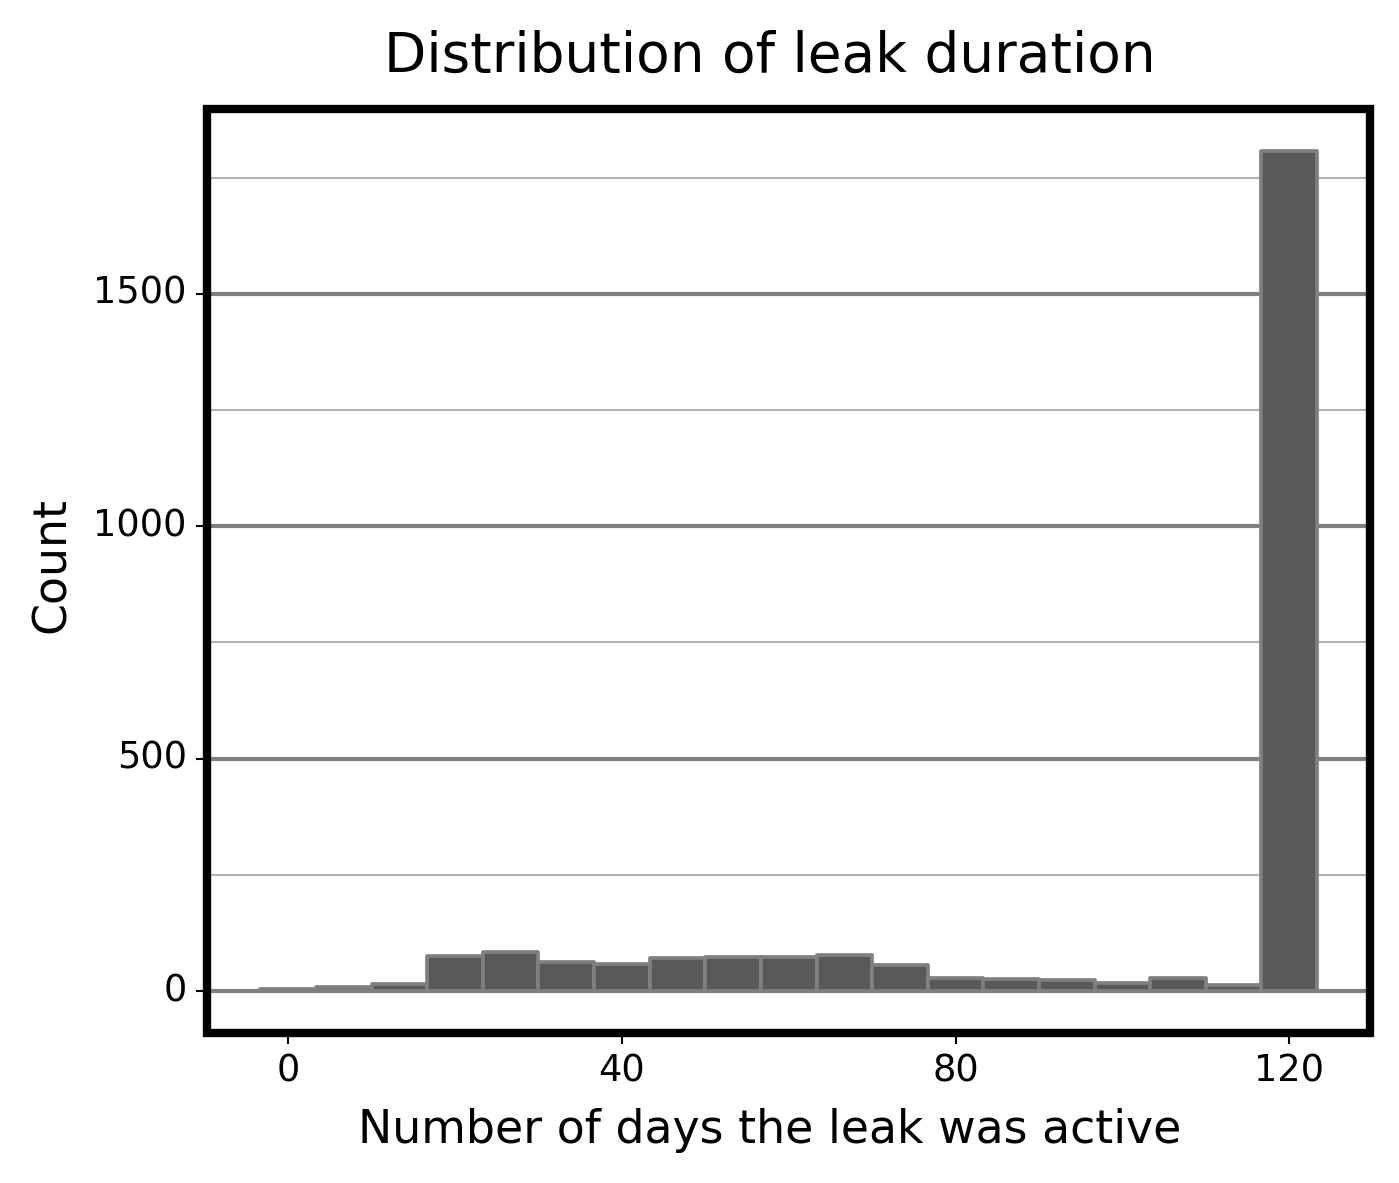 Distribution of leak duration
1500
1000
500
0
Count
0 40 80 120
Number of days the leak was active